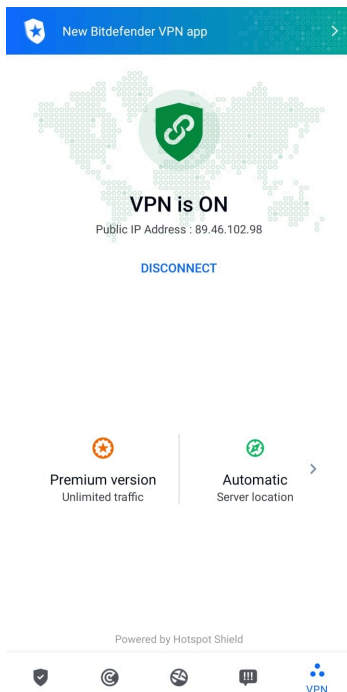 New Bitdefender VPN app
VPN is ON
Public IP Address : 89.46.102.98
DISCONNECT
Premium version
Unlimited traffic
Automatic
Server location
Powered by Hotspot Shield
VPN